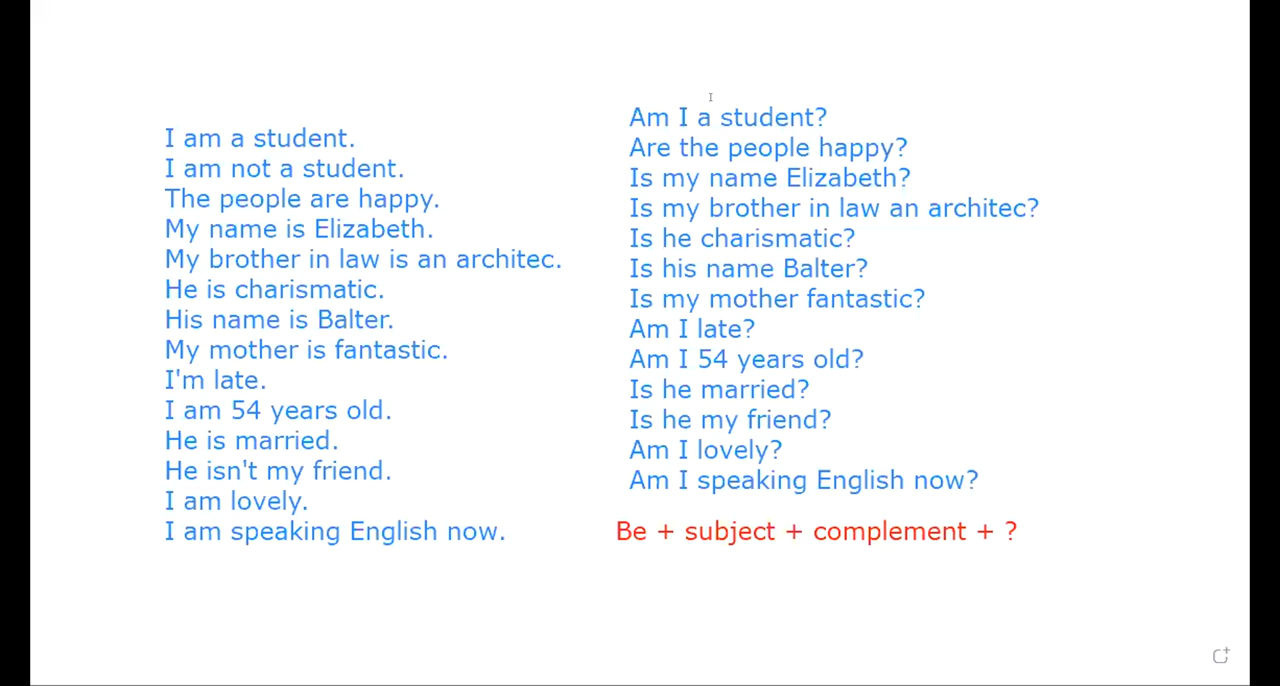 I am a student.
I am not a student.
The people are happy.
My name is Elizabeth.
My brother in law is an architec.
He is charismatic.
His name is Balter.
My mother is fantastic.
I'm late.
I am 54 years old.
He is married.
He isn't my friend.
I am lovely.
I am speaking English now.
Am I a student?
Are the people happy?
Is my name Elizabeth?
Is my brother in law an architec?
Is he charismatic?
Is his name Balter?
Is my mother fantastic?
Am I late?
Am I 54 years old?
Is he married?
Is he my friend?
Am I lovely?
Am I speaking English now?
Be + subject + complement + ?